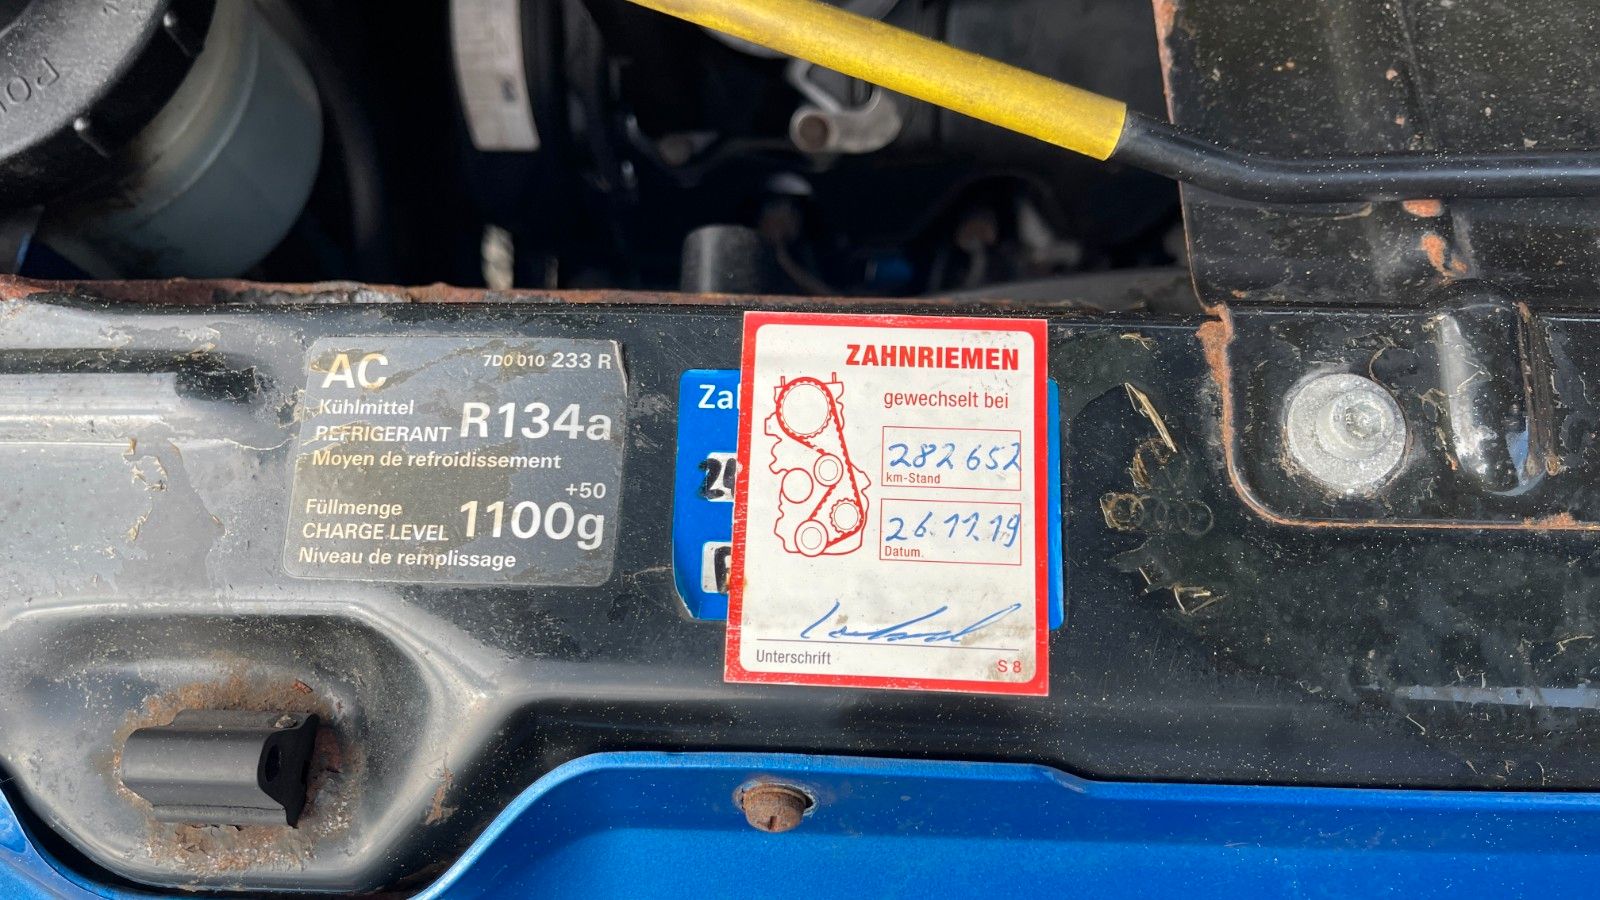 AC 7D0 010 233 R
Kühlmittel
REFRIGERANT R134a
Moyen de refroidissement
+50
Füllmenge
CHARGE LEVEL 1100g
Niveau de remplissage
Zal
ZAHNRIEMEN
gewechselt bei
282 652
km-Stand
26.11.19
Datum
Unterschrift
S 8